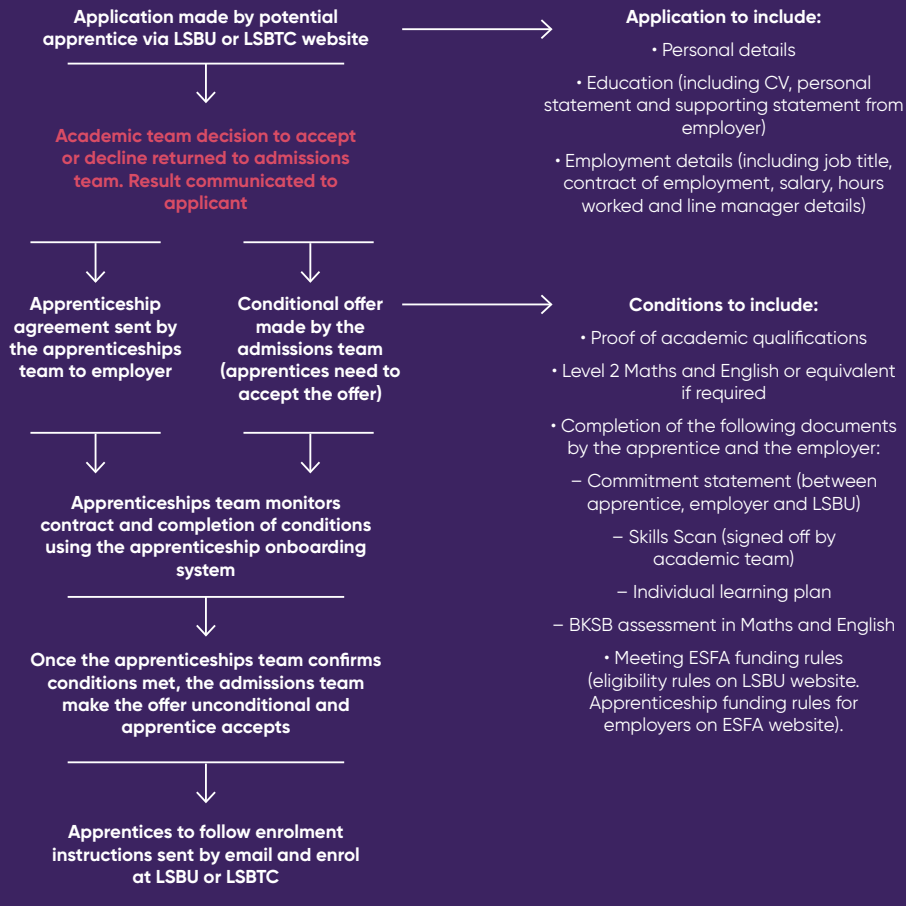 Application made by potential
apprentice via LSBU or LSBTC website
Application to include:
• Personal details
• Education (including CV, personal
statement and supporting statement from
employer)
• Employment details (including job title,
contract of employment, salary, hours
worked and line manager details)
Academic team decision to accept
or decline returned to admissions
team. Result communicated to
applicant
Apprenticeship
agreement sent by
the apprenticeships
team to employer
Conditional offer
made by the
admissions team
(apprentices need to
accept the offer)
Conditions to include:
• Proof of academic qualifications
• Level 2 Maths and English or equivalent
if required
• Completion of the following documents
by the apprentice and the employer:
– Commitment statement (between
apprentice, employer and LSBU)
– Skills Scan (signed off by
academic team)
– Individual learning plan
– BKSB assessment in Maths and English
• Meeting ESFA funding rules
(eligibility rules on LSBU website.
Apprenticeship funding rules for
employers on ESFA website).
Apprenticeships team monitors
contract and completion of conditions
using the apprenticeship onboarding
system
Once the apprenticeships team confirms
conditions met, the admissions team
make the offer unconditional and
apprentice accepts
Apprentices to follow enrolment
instructions sent by email and enrol
at LSBU or LSBTC